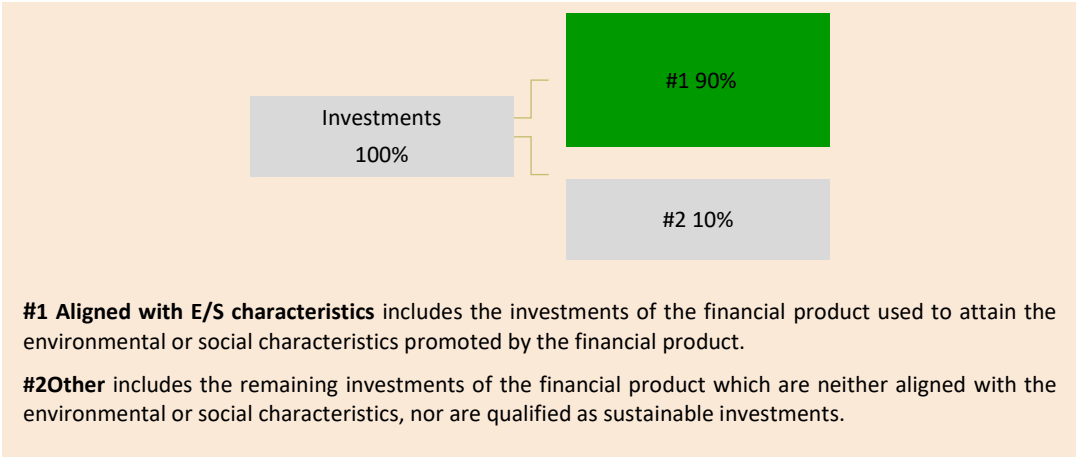 Investments
100%
#1 90%
#2 10%
#1 Aligned with E/S characteristics includes the investments of the financial product used to attain the
environmental or social characteristics promoted by the financial product.
#2Other includes the remaining investments of the financial product which are neither aligned with the
environmental or social characteristics, nor are qualified as sustainable investments.